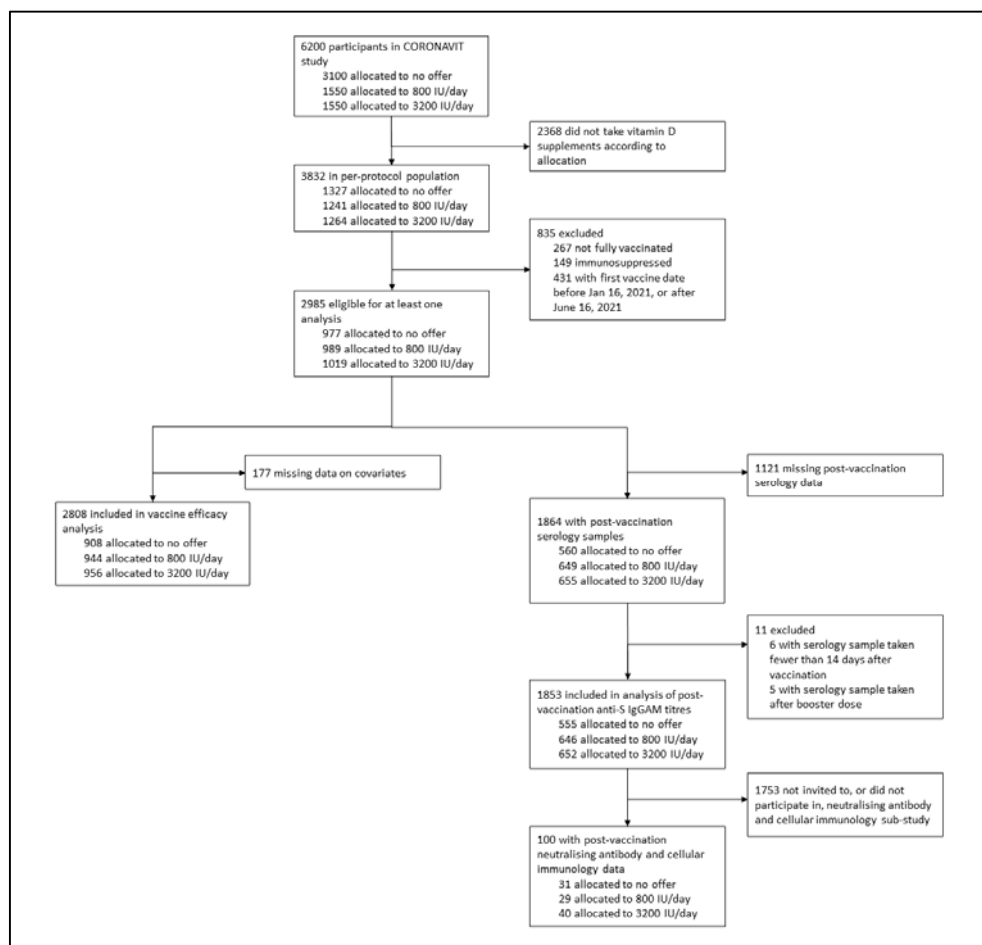 6200 participants in CORONAVIT
study
3100 allocated to no offer
1550 allocated to 800 IU/day
1550 allocated to 3200 IU/day
2368 did not take vitamin D
supplements according to
allocation
3832 in per-protocol population
1327 allocated to no offer
1241 allocated to 800 IU/day
1264 allocated to 3200 IU/day
835 excluded
267 not fully vaccinated
149 immunosuppressed
431 with first vaccine date
before Jan 16, 2021, or after
June 16, 2021
2985 eligible for at least one
analysis
977 allocated to no offer
989 allocated to 800 IU/day
1019 allocated to 3200 IU/day
177 missing data on covariates
2808 included in vaccine efficacy
analysis
908 allocated to no offer
944 allocated to 800 IU/day
956 allocated to 3200 IU/day
1121 missing post-vaccination
serology data
1864 with post-vaccination
serology samples
560 allocated to no offer
649 allocated to 800 IU/day
655 allocated to 3200 IU/day
11 excluded
6 with serology sample taken
fewer than 14 days after
vaccination
5 with serology sample taken
after booster dose
1853 included in analysis of post-
vaccination anti-S IgGAM titres
555 allocated to no offer
646 allocated to 800 IU/day
652 allocated to 3200 IU/day
1753 not invited to, or did not
participate in, neutralising antibody
and cellular immunology sub-study
100 with post-vaccination
neutralising antibody and cellular
immunology data
31 allocated to no offer
29 allocated to 800 IU/day
40 allocated to 3200 IU/day